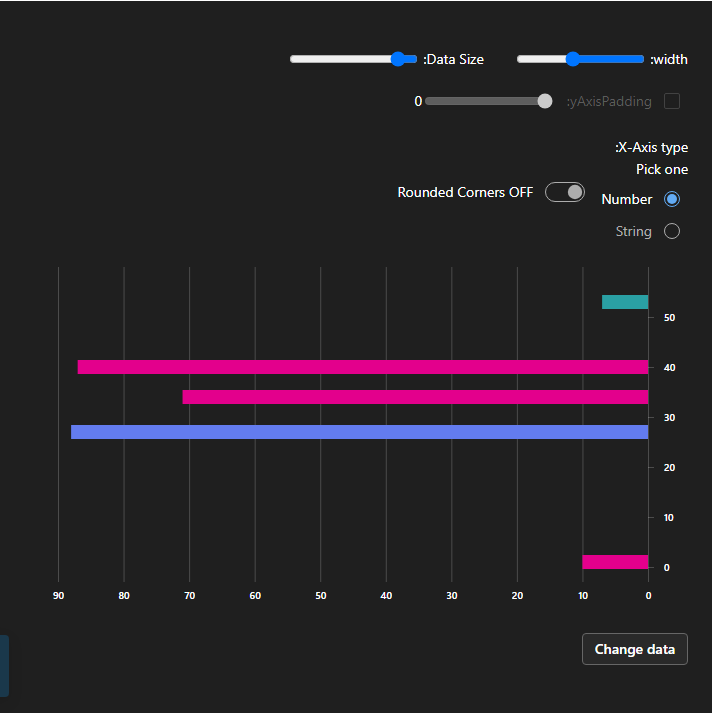 :width
:Data Size
:yAxisPadding
0
:X-Axis type
Pick one
Number
Rounded Corners OFF
String
50
40
30
20
10
0
90 80 70 60 50 40 30 20 10 0
Change data